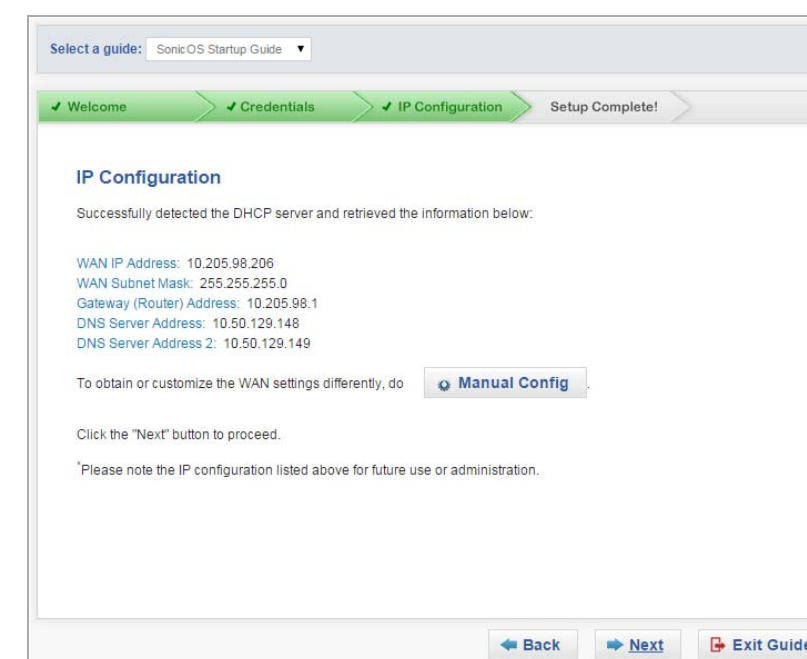 Select a guide: SonicOS Startup Guide
Welcome Credentials IP Configuration Setup Complete!
IP Configuration
Successfully detected the DHCP server and retrieved the information below:
WAN IP Address: 10.205.98.206
WAN Subnet Mask: 255.255.255.0
Gateway (Router) Address: 10.205.98.1
DNS Server Address: 10.50.129.148
DNS Server Address 2: 10.50.129.149
To obtain or customize the WAN settings differently, do Manual Config .
Click the "Next" button to proceed.
*Please note the IP configuration listed above for future use or administration.
Back Next Exit Guide